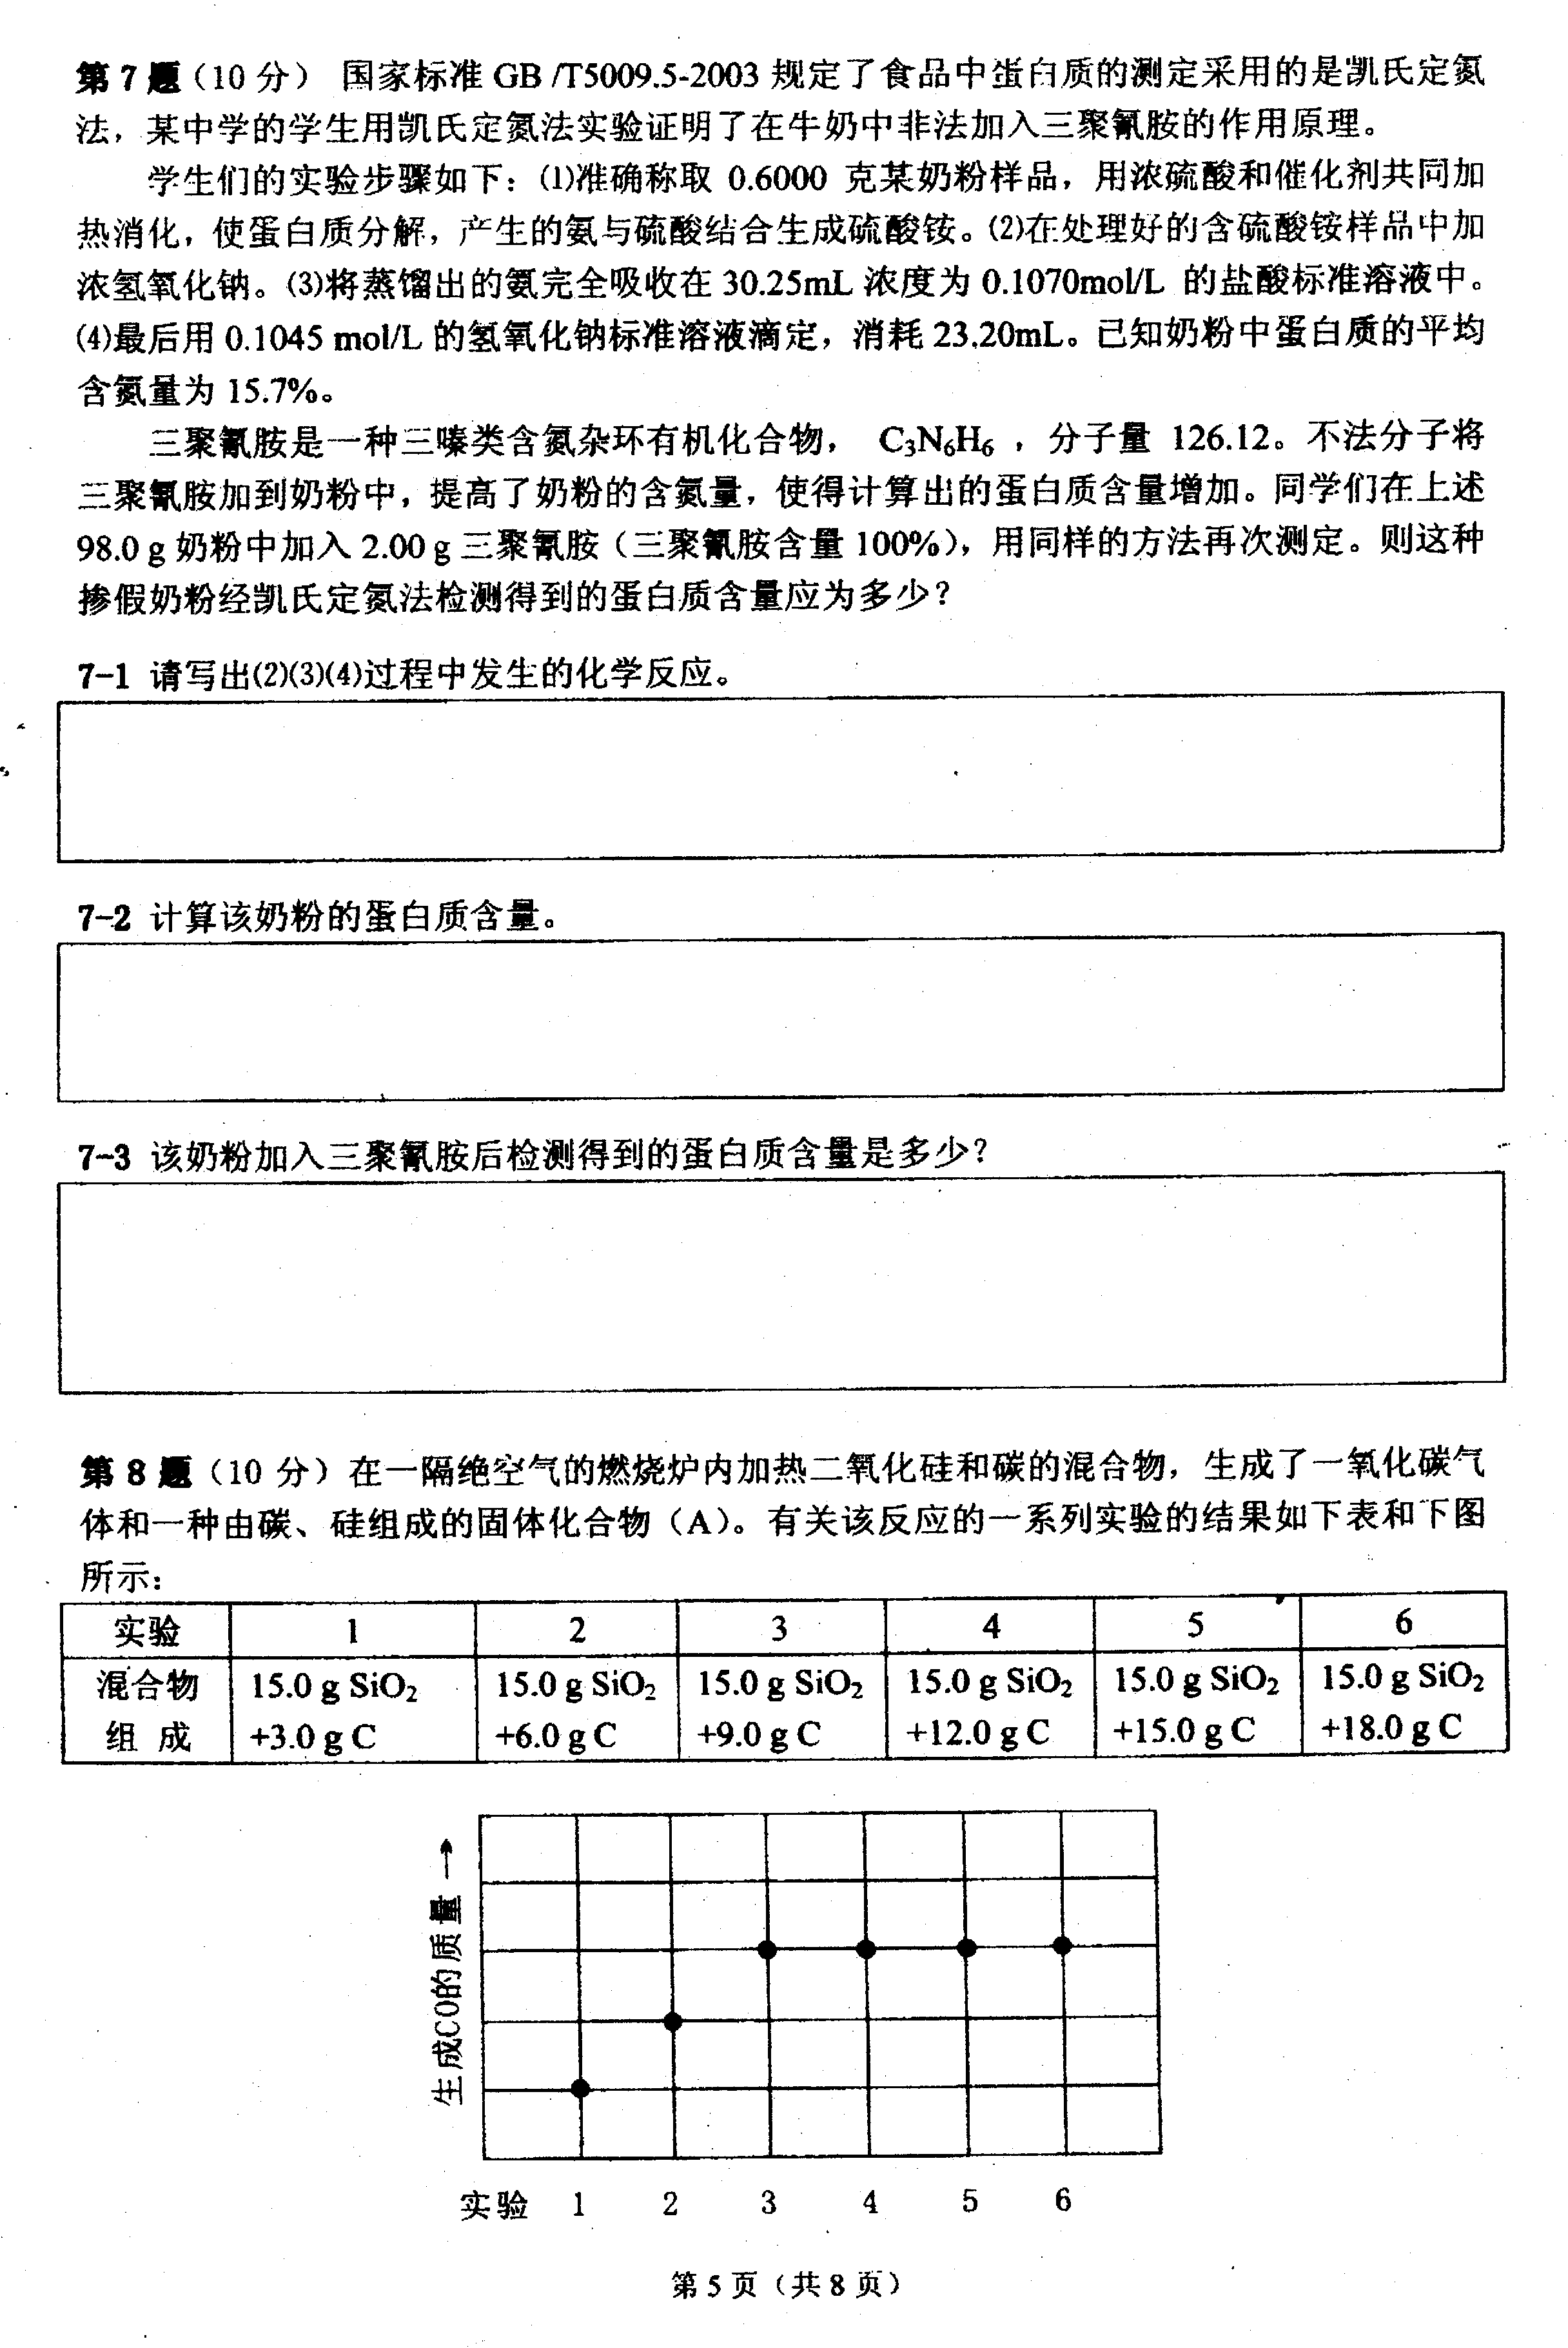 第 7 题（10 分） 国家标准 GB /T5009.5-2003 规定了食品中蛋白质的测定采用的是凯氏定氮
法，某中学的学生用凯氏定氮法实验证明了在牛奶中非法加入三聚氰胺的作用原理。
学生们的实验步骤如下：(1)准确称取 0.6000 克某奶粉样品，用浓硫酸和催化剂共同加
热消化，使蛋白质分解，产生的氨与硫酸结合生成硫酸铵。(2)在处理好的含硫酸铵样品中加
浓氢氧化钠。(3)将蒸馏出的氨完全吸收在 30.25mL 浓度为 0.1070mol/L 的盐酸标准溶液中。
(4)最后用 0.1045 mol/L 的氢氧化钠标准溶液滴定，消耗 23.20mL。已知奶粉中蛋白质的平均
含氮量为 15.7%。
三聚氰胺是一种三嗪类含氮杂环有机化合物， C₃N₆H₆ ，分子量 126.12。不法分子将
三聚氰胺加到奶粉中，提高了奶粉的含氮量，使得计算出的蛋白质含量增加。同学们在上述
98.0 g 奶粉中加入 2.00 g 三聚氰胺（三聚氰胺含量 100%），用同样的方法再次测定。则这种
掺假奶粉经凯氏定氮法检测得到的蛋白质含量应为多少？
7-1 请写出(2)(3)(4)过程中发生的化学反应。
7-2 计算该奶粉的蛋白质含量。
7-3 该奶粉加入三聚氰胺后检测得到的蛋白质含量是多少？
第 8 题（10 分）在一隔绝空气的燃烧炉内加热二氧化硅和碳的混合物，生成了一氧化碳气
体和一种由碳、硅组成的固体化合物（A）。有关该反应的一系列实验的结果如下表和下图
所示：
实验 1 2 3 4 5 6
混合物 15.0 g SiO₂ 15.0 g SiO₂ 15.0 g SiO₂ 15.0 g SiO₂ 15.0 g SiO₂ 15.0 g SiO₂
组 成 +3.0 g C +6.0 g C +9.0 g C +12.0 g C +15.0 g C +18.0 g C
生成CO的质量 →
实验 1 2 3 4 5 6
第 5 页（共 8 页）